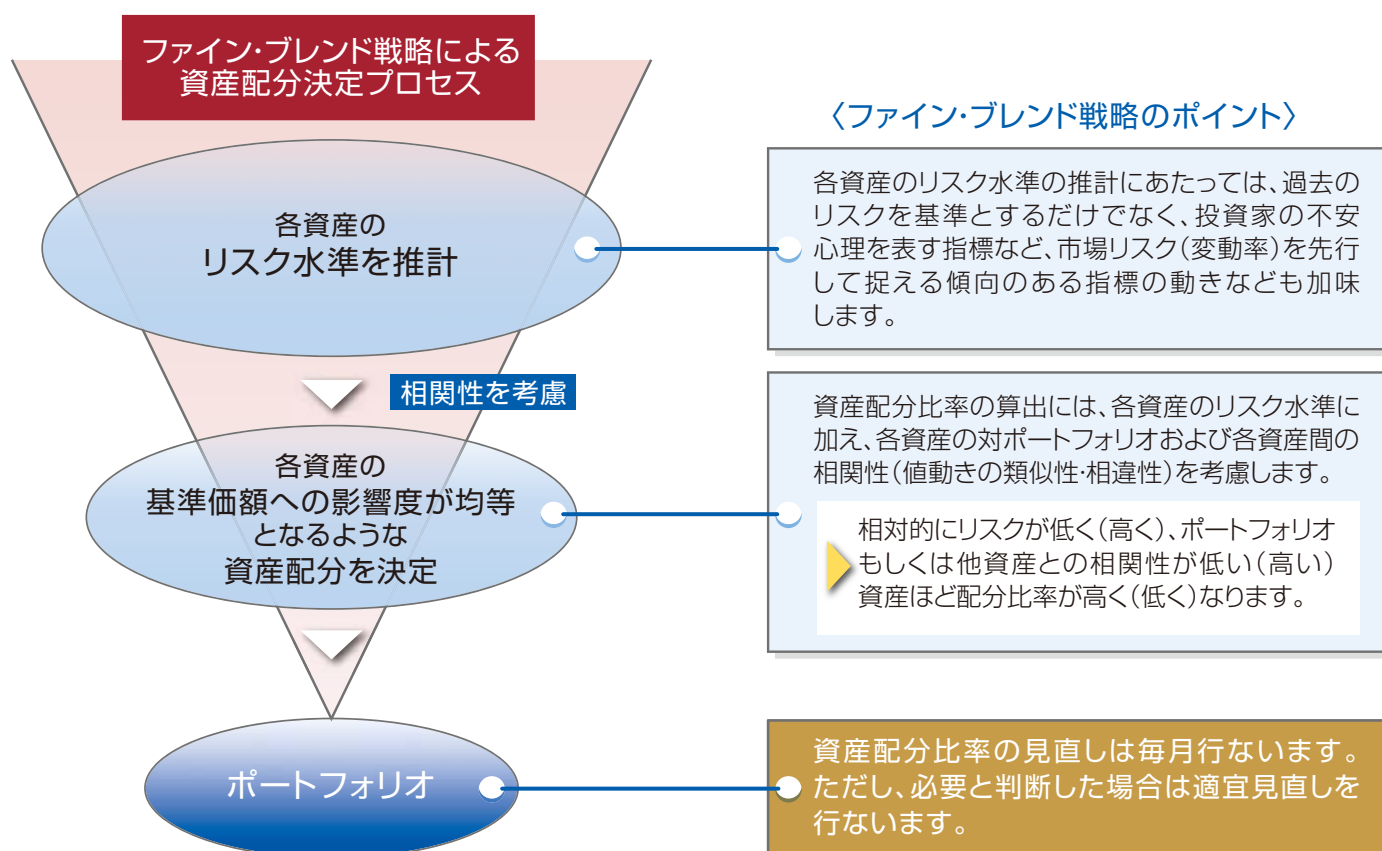 ファイン・ブレンド戦略による
資産配分決定プロセス
〈ファイン・ブレンド戦略のポイント〉
各資産の
リスク水準を推計
各資産のリスク水準の推計にあたっては、過去の
リスクを基準とするだけでなく、投資家の不安
心理を表す指標など、市場リスク（変動率）を先行
して捉える傾向のある指標の動きなども加味
します。
相関性を考慮
各資産の
基準価額への影響度が均等
となるような
資産配分を決定
資産配分比率の算出には、各資産のリスク水準に
加え、各資産の対ポートフォリオおよび各資産間の
相関性（値動きの類似性・相違性）を考慮します。
相対的にリスクが低く（高く）、ポートフォリオ
もしくは他資産との相関性が低い（高い）
資産ほど配分比率が高く（低く）なります。
ポートフォリオ
資産配分比率の見直しは毎月行ないます。
ただし、必要と判断した場合は適宜見直しを
行ないます。